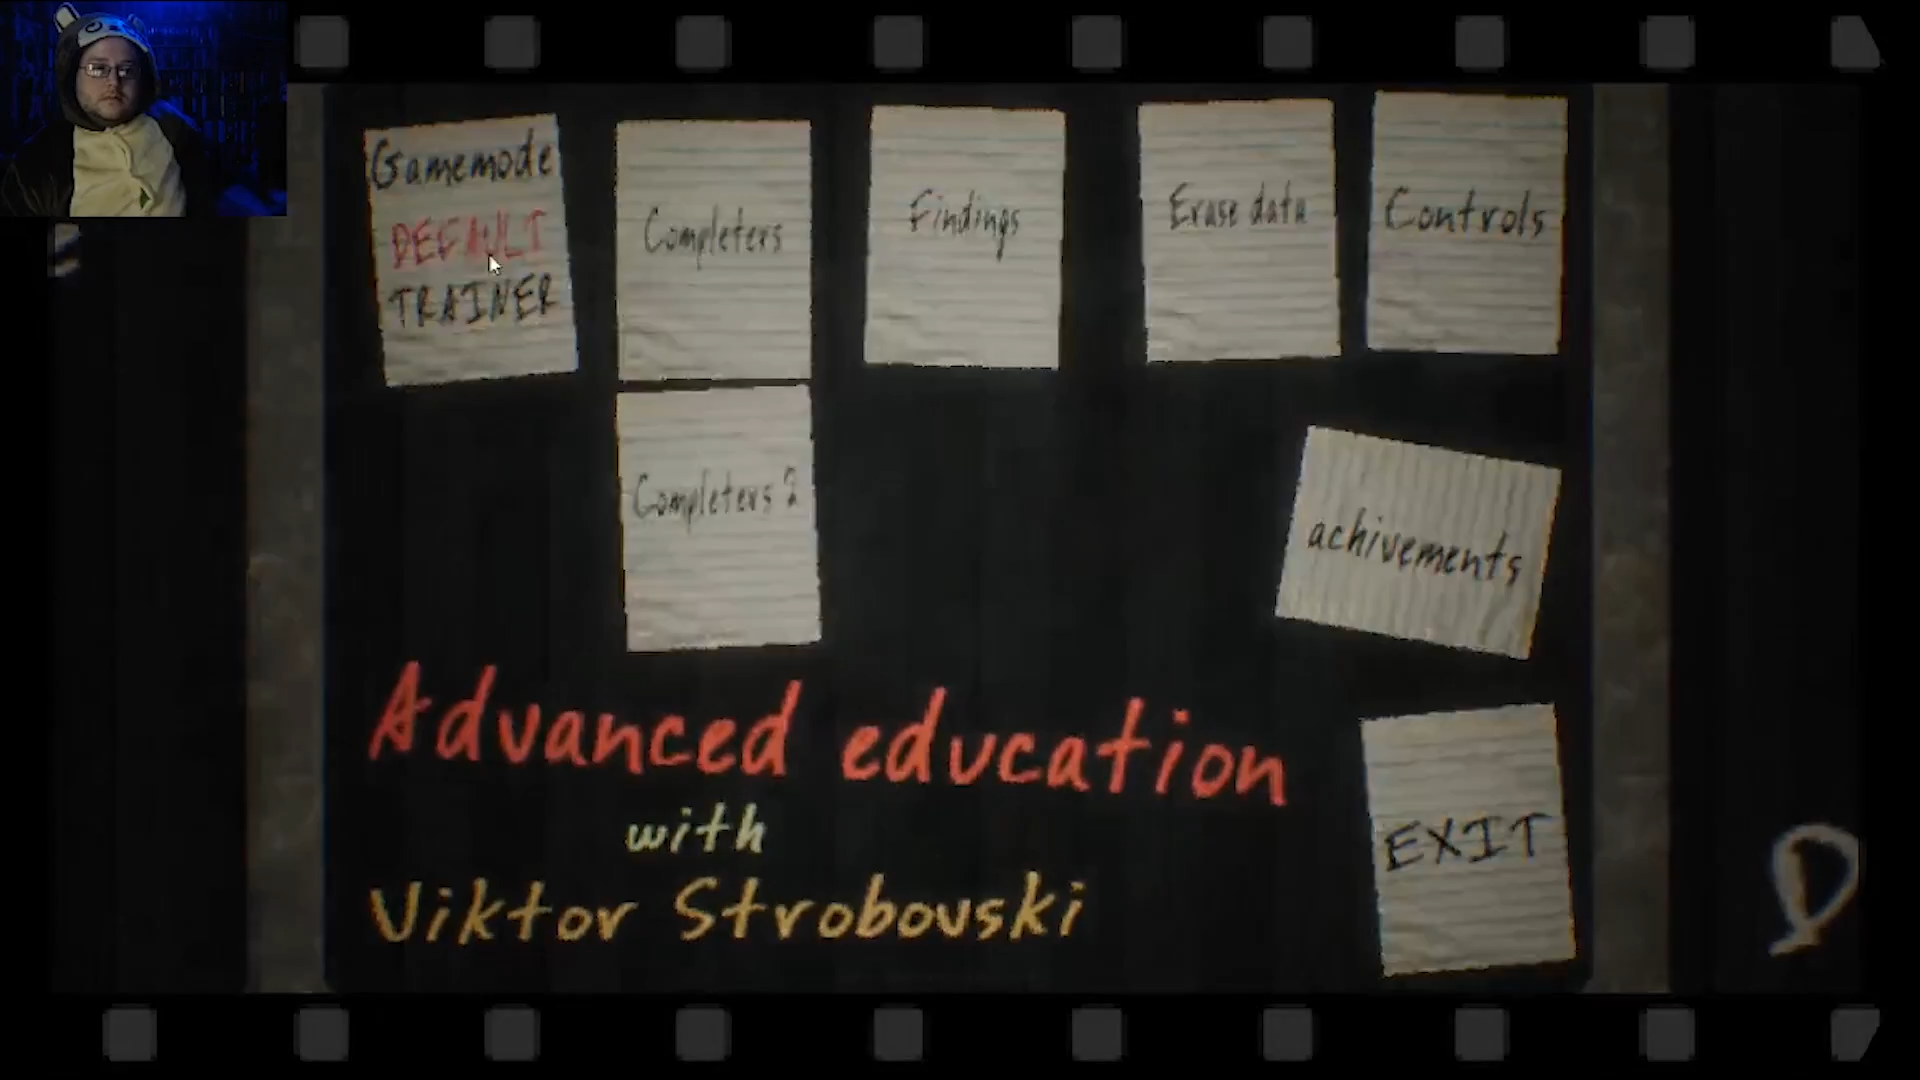 Gamemode
DEFAULT
TRAINER
Completers
Findings
Erase data
Controls
Completers 2
achivements
Advanced education
with
Viktor Strobovski
EXIT